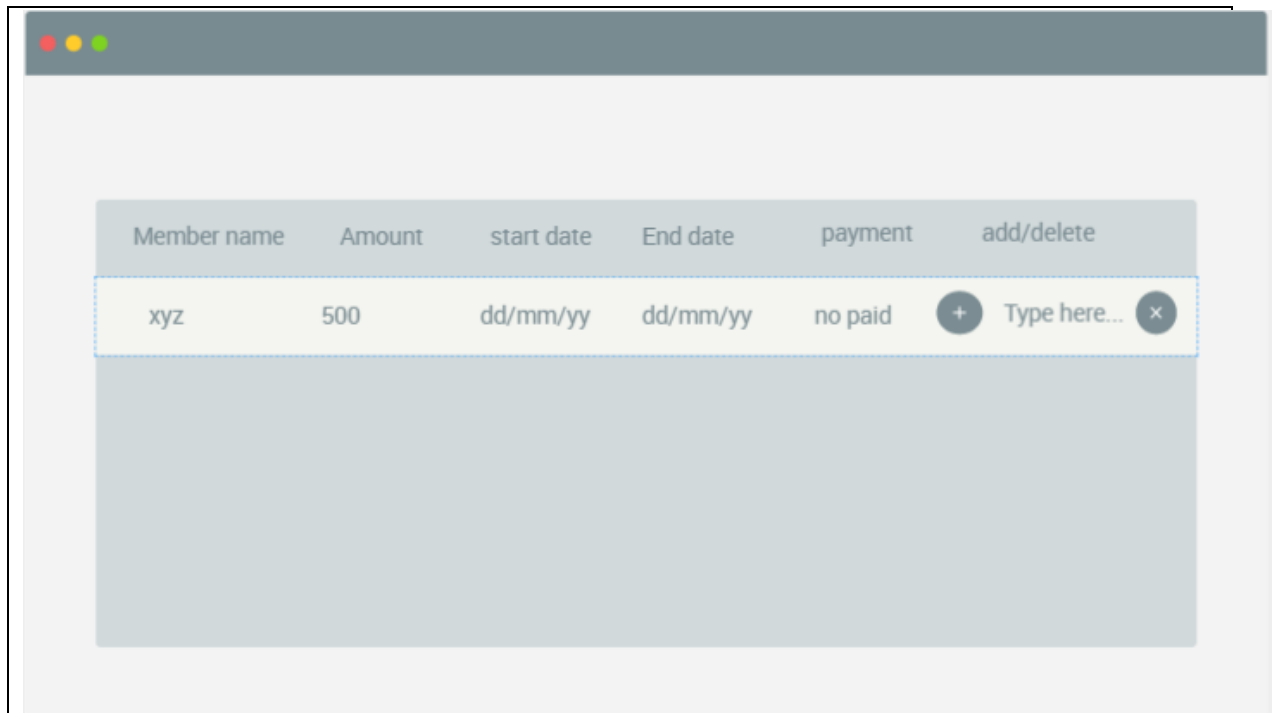 Member name Amount start date End date payment add/delete
xyz 500 dd/mm/yy dd/mm/yy no paid + Type here... ×